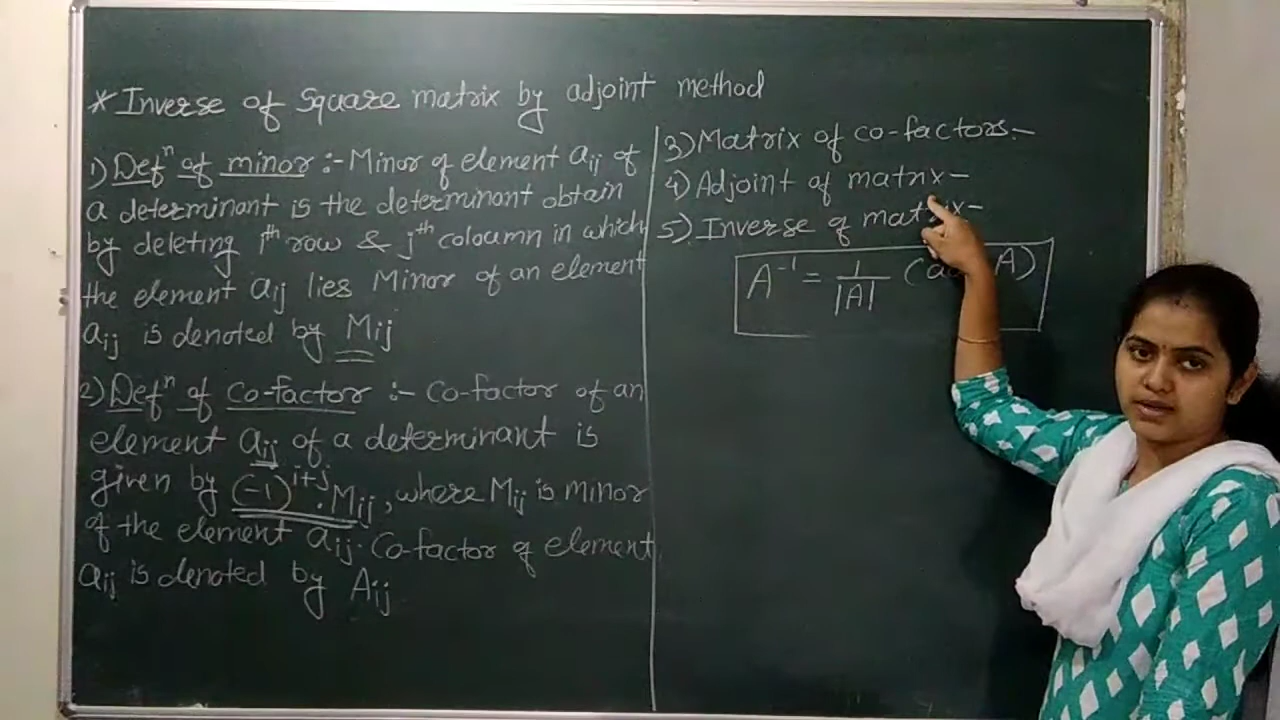 * Inverse of square matrix by adjoint method
1) Defⁿ of minor :- Minor of element aij of
a determinant is the determinant obtain
by deleting iᵗʰ row & jᵗʰ coloumn in which
the element aij lies Minor of an element
aij is denoted by Mij
2) Defⁿ of Co-factor :- Co-factor of an
element aij of a determinant is
given by (-1)^i+j . Mij, where Mij is minor
of the element aij. Co-factor of element
aij is denoted by Aij
3) Matrix of co-factors-
4) Adjoint of matrix-
5) Inverse of matrix-
A⁻¹ = 1/|A| (ad A)